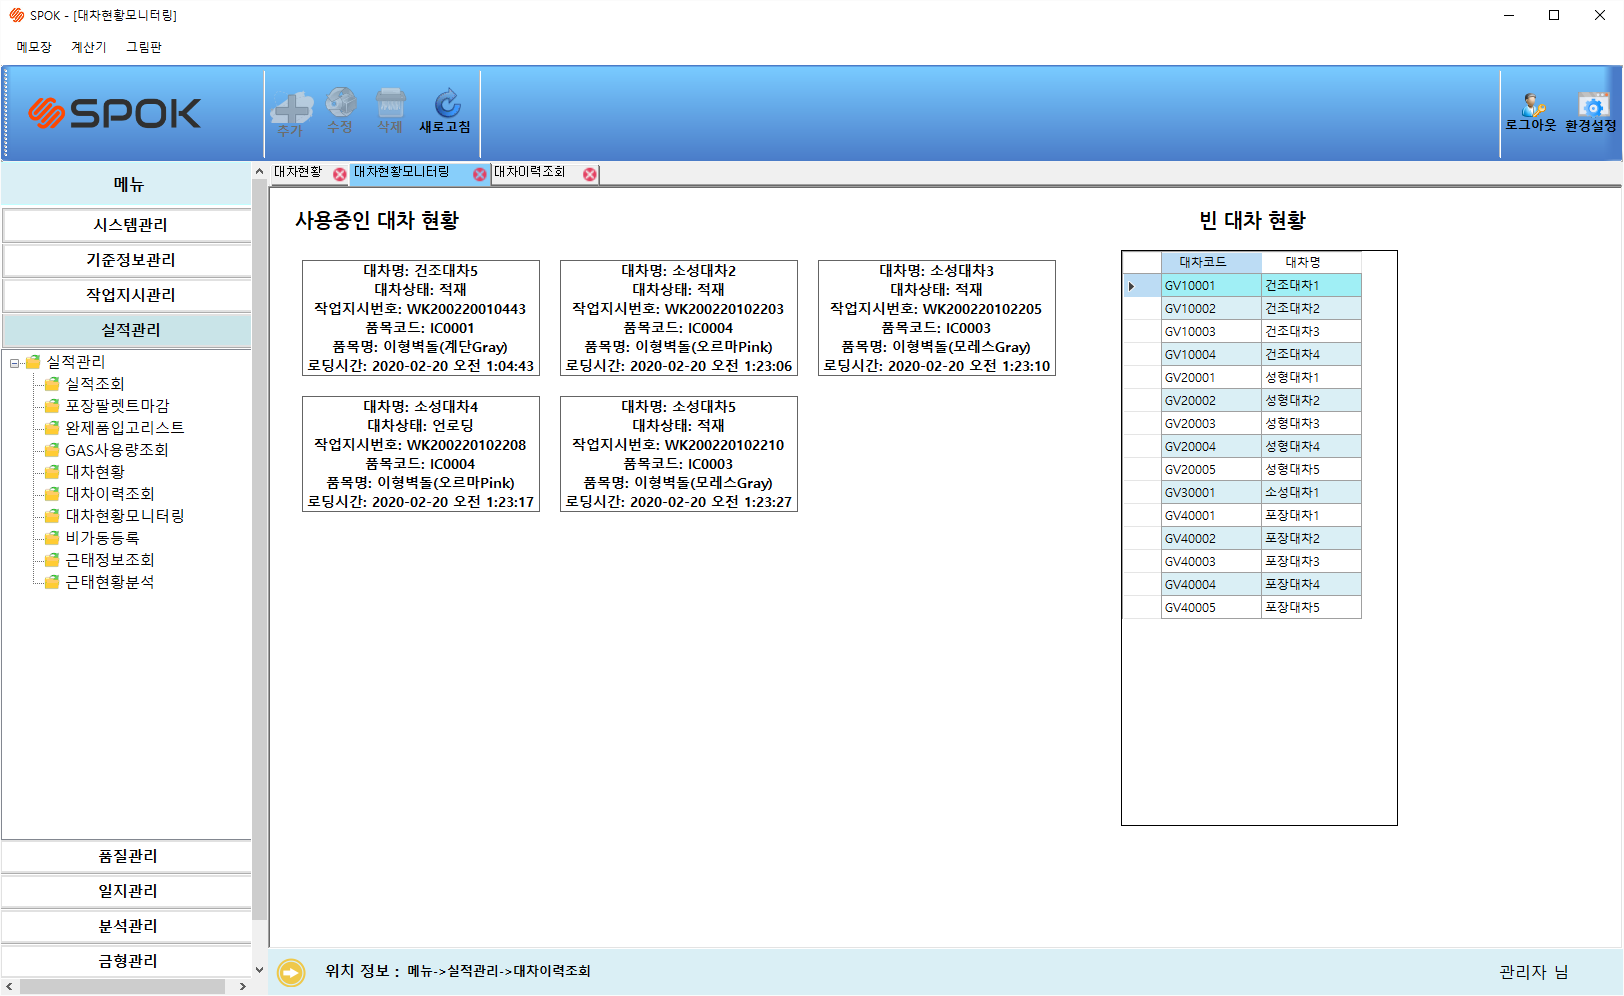 SPOK - [대차현황모니터링]
메모장 계산기 그림판
SPOK
추가 수정 삭제 새로고침
로그아웃 환경설정
메뉴
시스템관리
기준정보관리
작업지시관리
실적관리
실적관리
실적조회
포장팔렛트마감
완제품입고리스트
GAS사용량조회
대차현황
대차이력조회
대차현황모니터링
비가동등록
근태정보조회
근태현황분석
품질관리
일지관리
분석관리
금형관리
대차현황 대차현황모니터링 대차이력조회
사용중인 대차 현황
대차명: 건조대차5
대차상태: 적재
작업지시번호: WK200220010443
품목코드: IC0001
품목명: 이형벽돌(계단Gray)
로딩시간: 2020-02-20 오전 1:04:43
대차명: 소성대차2
대차상태: 적재
작업지시번호: WK200220102203
품목코드: IC0004
품목명: 이형벽돌(오르마Pink)
로딩시간: 2020-02-20 오전 1:23:06
대차명: 소성대차3
대차상태: 적재
작업지시번호: WK200220102205
품목코드: IC0003
품목명: 이형벽돌(모레스Gray)
로딩시간: 2020-02-20 오전 1:23:10
대차명: 소성대차4
대차상태: 언로딩
작업지시번호: WK200220102208
품목코드: IC0004
품목명: 이형벽돌(오르마Pink)
로딩시간: 2020-02-20 오전 1:23:17
대차명: 소성대차5
대차상태: 적재
작업지시번호: WK200220102210
품목코드: IC0003
품목명: 이형벽돌(모레스Gray)
로딩시간: 2020-02-20 오전 1:23:27
빈 대차 현황
대차코드 대차명
GV10001 건조대차1
GV10002 건조대차2
GV10003 건조대차3
GV10004 건조대차4
GV20001 성형대차1
GV20002 성형대차2
GV20003 성형대차3
GV20004 성형대차4
GV20005 성형대차5
GV30001 소성대차1
GV40001 포장대차1
GV40002 포장대차2
GV40003 포장대차3
GV40004 포장대차4
GV40005 포장대차5
위치 정보 : 메뉴->실적관리->대차이력조회
관리자 님